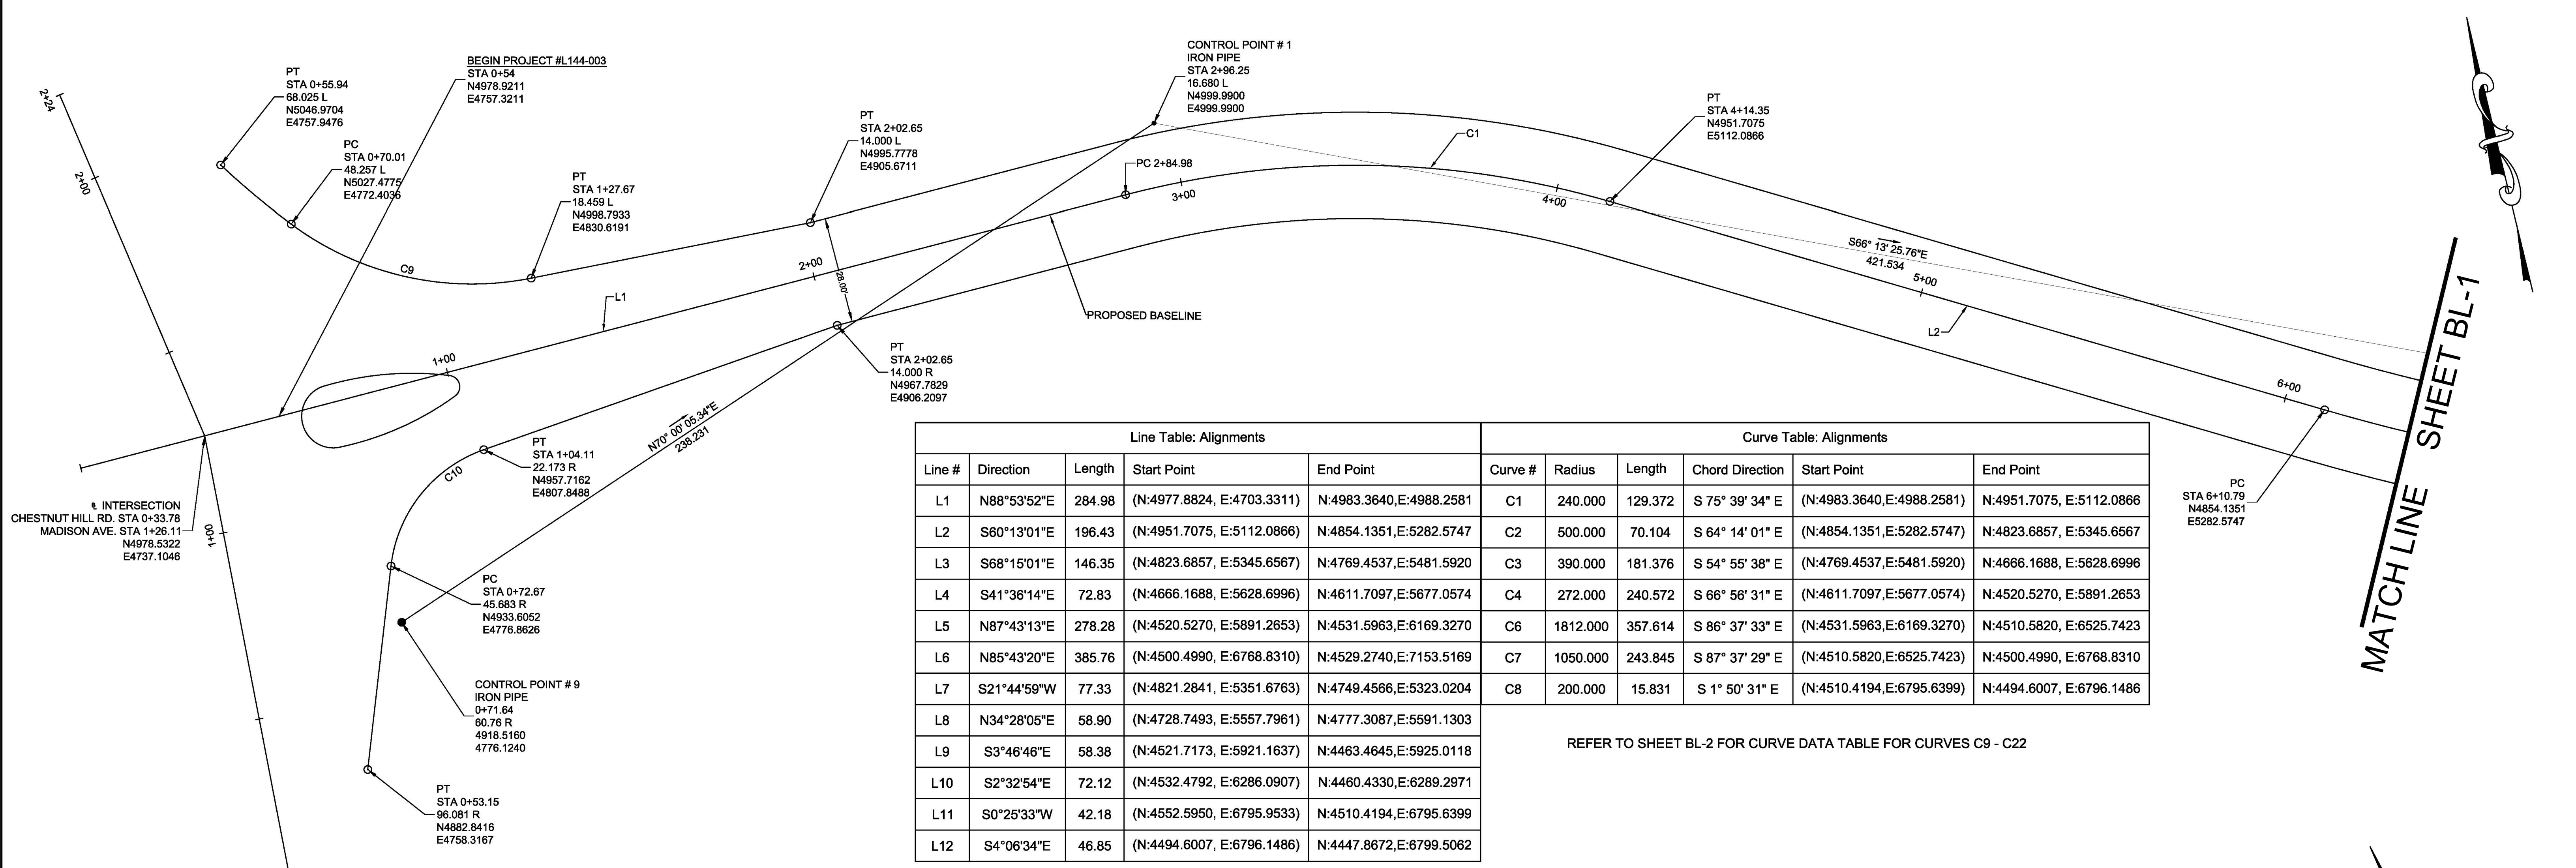 BEGIN PROJECT #L144-003
STA 0+54
N4978.9211
E4757.3211
PT
STA 0+55.94
68.025 L
N5046.9704
E4757.9476
PC
STA 0+70.01
48.257 L
N5027.4775
E4772.4036
2+24
2+00
PT
STA 1+27.67
18.459 L
N4998.7933
E4830.6191
C9
PT
STA 2+02.65
14.000 L
N4995.7778
E4905.6711
CONTROL POINT # 1
IRON PIPE
STA 2+96.25
16.680 L
N4999.9900
E4999.9900
PC 2+84.98
3+00
C1
4+00
PT
STA 4+14.35
N4951.7075
E5112.0866
S66° 13' 25.76"E
421.534
5+00
L2
6+00
MATCH LINE SHEET BL-1
L1
2+00
28.00'
PROPOSED BASELINE
1+00
PT
STA 2+02.65
14.000 R
N4967.7829
E4906.2097
N70° 00' 05.34"E
238.231
PT
STA 1+04.11
22.173 R
N4957.7162
E4807.8488
C10
℄ INTERSECTION
CHESTNUT HILL RD. STA 0+33.78
MADISON AVE. STA 1+26.11
N4978.5322
E4737.1046
1+00
PC
STA 0+72.67
45.683 R
N4933.6052
E4776.8626
CONTROL POINT # 9
IRON PIPE
0+71.64
60.76 R
4918.5160
4776.1240
PT
STA 0+53.15
96.081 R
N4882.8416
E4758.3167
PC
STA 6+10.79
N4854.1351
E5282.5747
Line Table: Alignments
Line # Direction Length Start Point End Point
L1 N88°53'52"E 284.98 (N:4977.8824, E:4703.3311) N:4983.3640,E:4988.2581
L2 S60°13'01"E 196.43 (N:4951.7075, E:5112.0866) N:4854.1351,E:5282.5747
L3 S68°15'01"E 146.35 (N:4823.6857, E:5345.6567) N:4769.4537,E:5481.5920
L4 S41°36'14"E 72.83 (N:4666.1688, E:5628.6996) N:4611.7097,E:5677.0574
L5 N87°43'13"E 278.28 (N:4520.5270, E:5891.2653) N:4531.5963,E:6169.3270
L6 N85°43'20"E 385.76 (N:4500.4990, E:6768.8310) N:4529.2740,E:7153.5169
L7 S21°44'59"W 77.33 (N:4821.2841, E:5351.6763) N:4749.4566,E:5323.0204
L8 N34°28'05"E 58.90 (N:4728.7493, E:5557.7961) N:4777.3087,E:5591.1303
L9 S3°46'46"E 58.38 (N:4521.7173, E:5921.1637) N:4463.4645,E:5925.0118
L10 S2°32'54"E 72.12 (N:4532.4792, E:6286.0907) N:4460.4330,E:6289.2971
L11 S0°25'33"W 42.18 (N:4552.5950, E:6795.9533) N:4510.4194,E:6795.6399
L12 S4°06'34"E 46.85 (N:4494.6007, E:6796.1486) N:4447.8672,E:6799.5062
Curve Table: Alignments
Curve # Radius Length Chord Direction Start Point End Point
C1 240.000 129.372 S 75° 39' 34" E (N:4983.3640,E:4988.2581) N:4951.7075, E:5112.0866
C2 500.000 70.104 S 64° 14' 01" E (N:4854.1351,E:5282.5747) N:4823.6857, E:5345.6567
C3 390.000 181.376 S 54° 55' 38" E (N:4769.4537,E:5481.5920) N:4666.1688, E:5628.6996
C4 272.000 240.572 S 66° 56' 31" E (N:4611.7097,E:5677.0574) N:4520.5270, E:5891.2653
C6 1812.000 357.614 S 86° 37' 33" E (N:4531.5963,E:6169.3270) N:4510.5820, E:6525.7423
C7 1050.000 243.845 S 87° 37' 29" E (N:4510.5820,E:6525.7423) N:4500.4990, E:6768.8310
C8 200.000 15.831 S 1° 50' 31" E (N:4510.4194,E:6795.6399) N:4494.6007, E:6796.1486
REFER TO SHEET BL-2 FOR CURVE DATA TABLE FOR CURVES C9 - C22